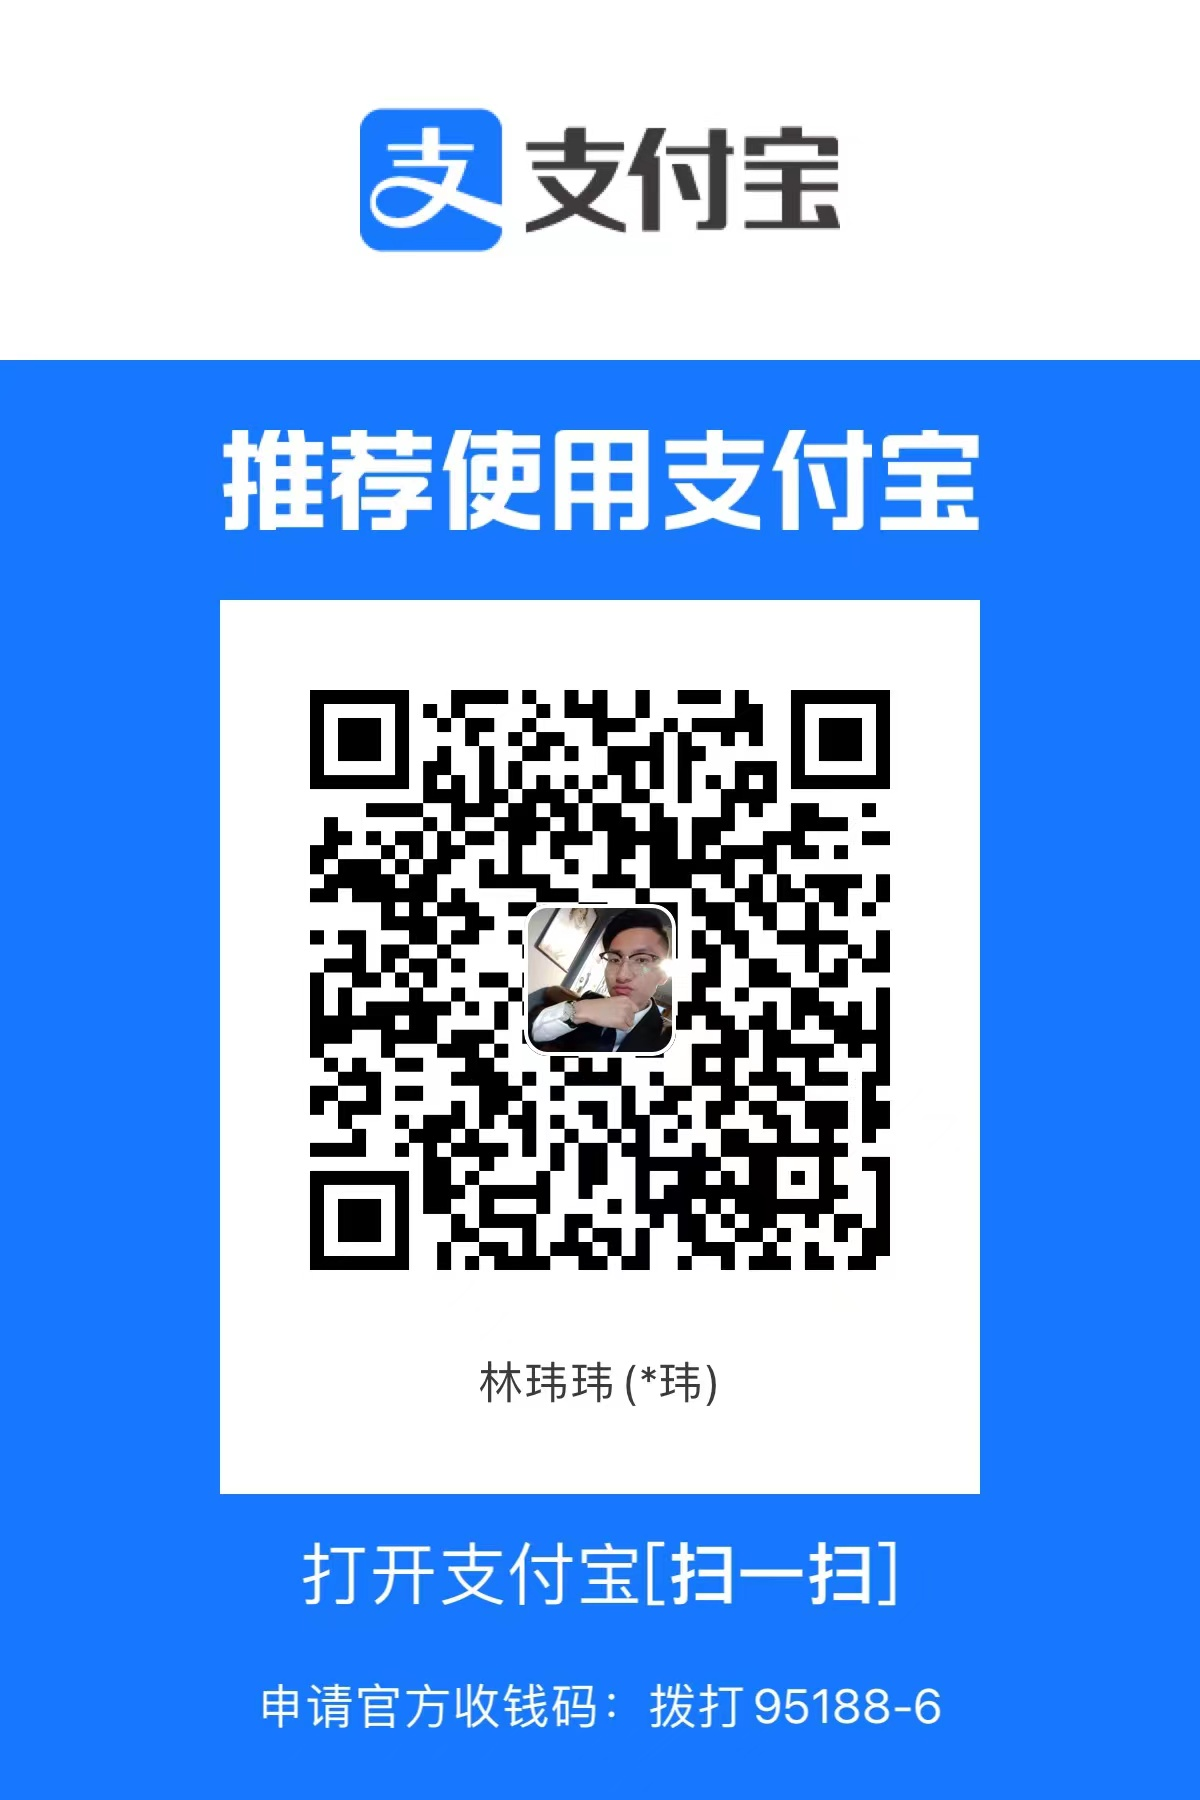 支 支付宝
推荐使用支付宝
林玮玮(*玮)
打开支付宝[扫一扫]
申请官方收钱码：拨打 95188-6